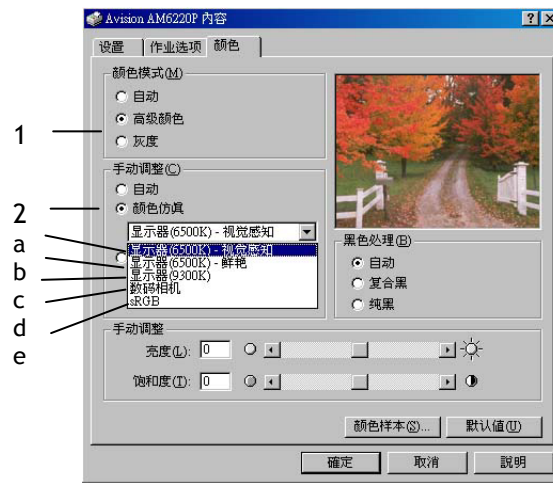 Avision AM6220P 内容
设置 作业选项 颜色
颜色模式(M)
自动
高级颜色
1
灰度
手动调整(C)
自动
2
颜色仿真
显示器(6500K) - 视觉感知
a
显示器(6500K) - 视觉感知
b
显示器(6500K) - 鲜艳
c
显示器(9300K)
d
数码相机
e
sRGB
黑色处理(B)
自动
复合黑
纯黑
手动调整
亮度(L): 0
饱和度(T): 0
颜色样本(S)... 默认值(U)
確定 取消 說明